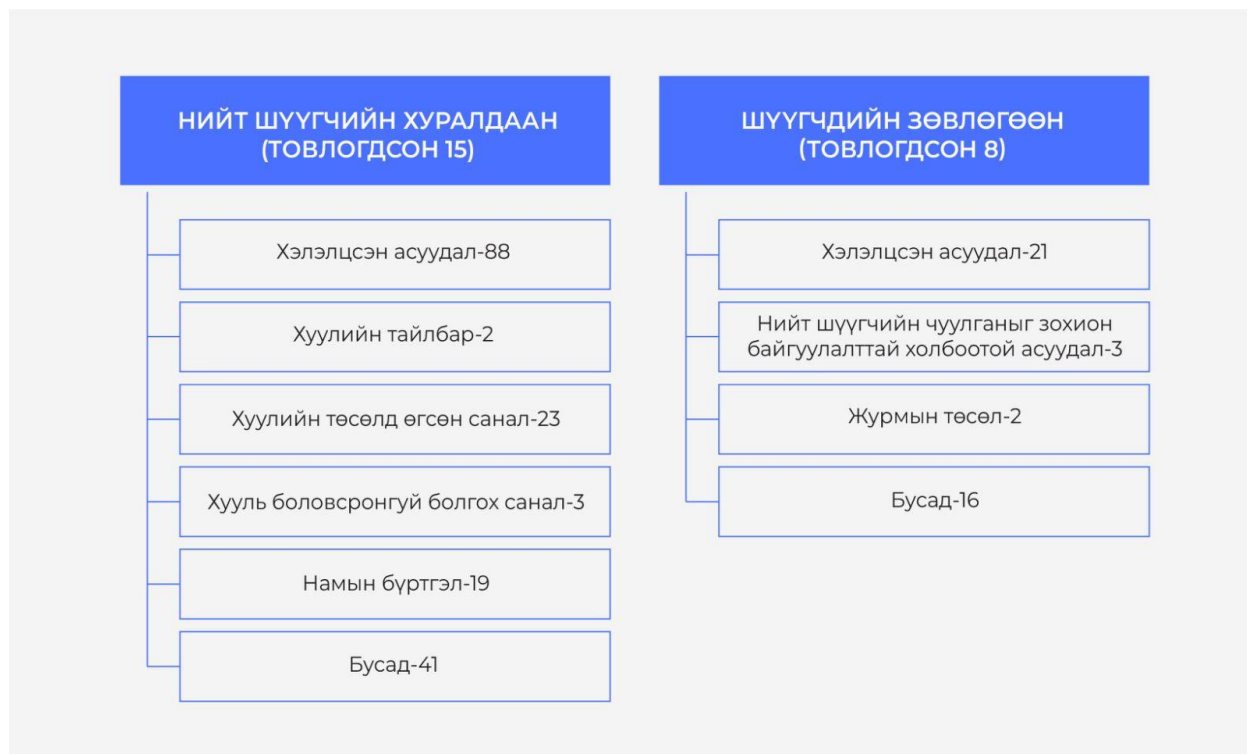 НИЙТ ШҮҮГЧИЙН ХУРАЛДААН
(ТОВЛОГДСОН 15)
Хэлэлцсэн асуудал-88
Хуулийн тайлбар-2
Хуулийн төсөлд өгсөн санал-23
Хууль боловсронгуй болгох санал-3
Намын бүртгэл-19
Бусад-41
ШҮҮГЧДИЙН ЗӨВЛӨГӨӨН
(ТОВЛОГДСОН 8)
Хэлэлцсэн асуудал-21
Нийт шүүгчийн чуулганыг зохион
байгуулалттай холбоотой асуудал-3
Журмын төсөл-2
Бусад-16